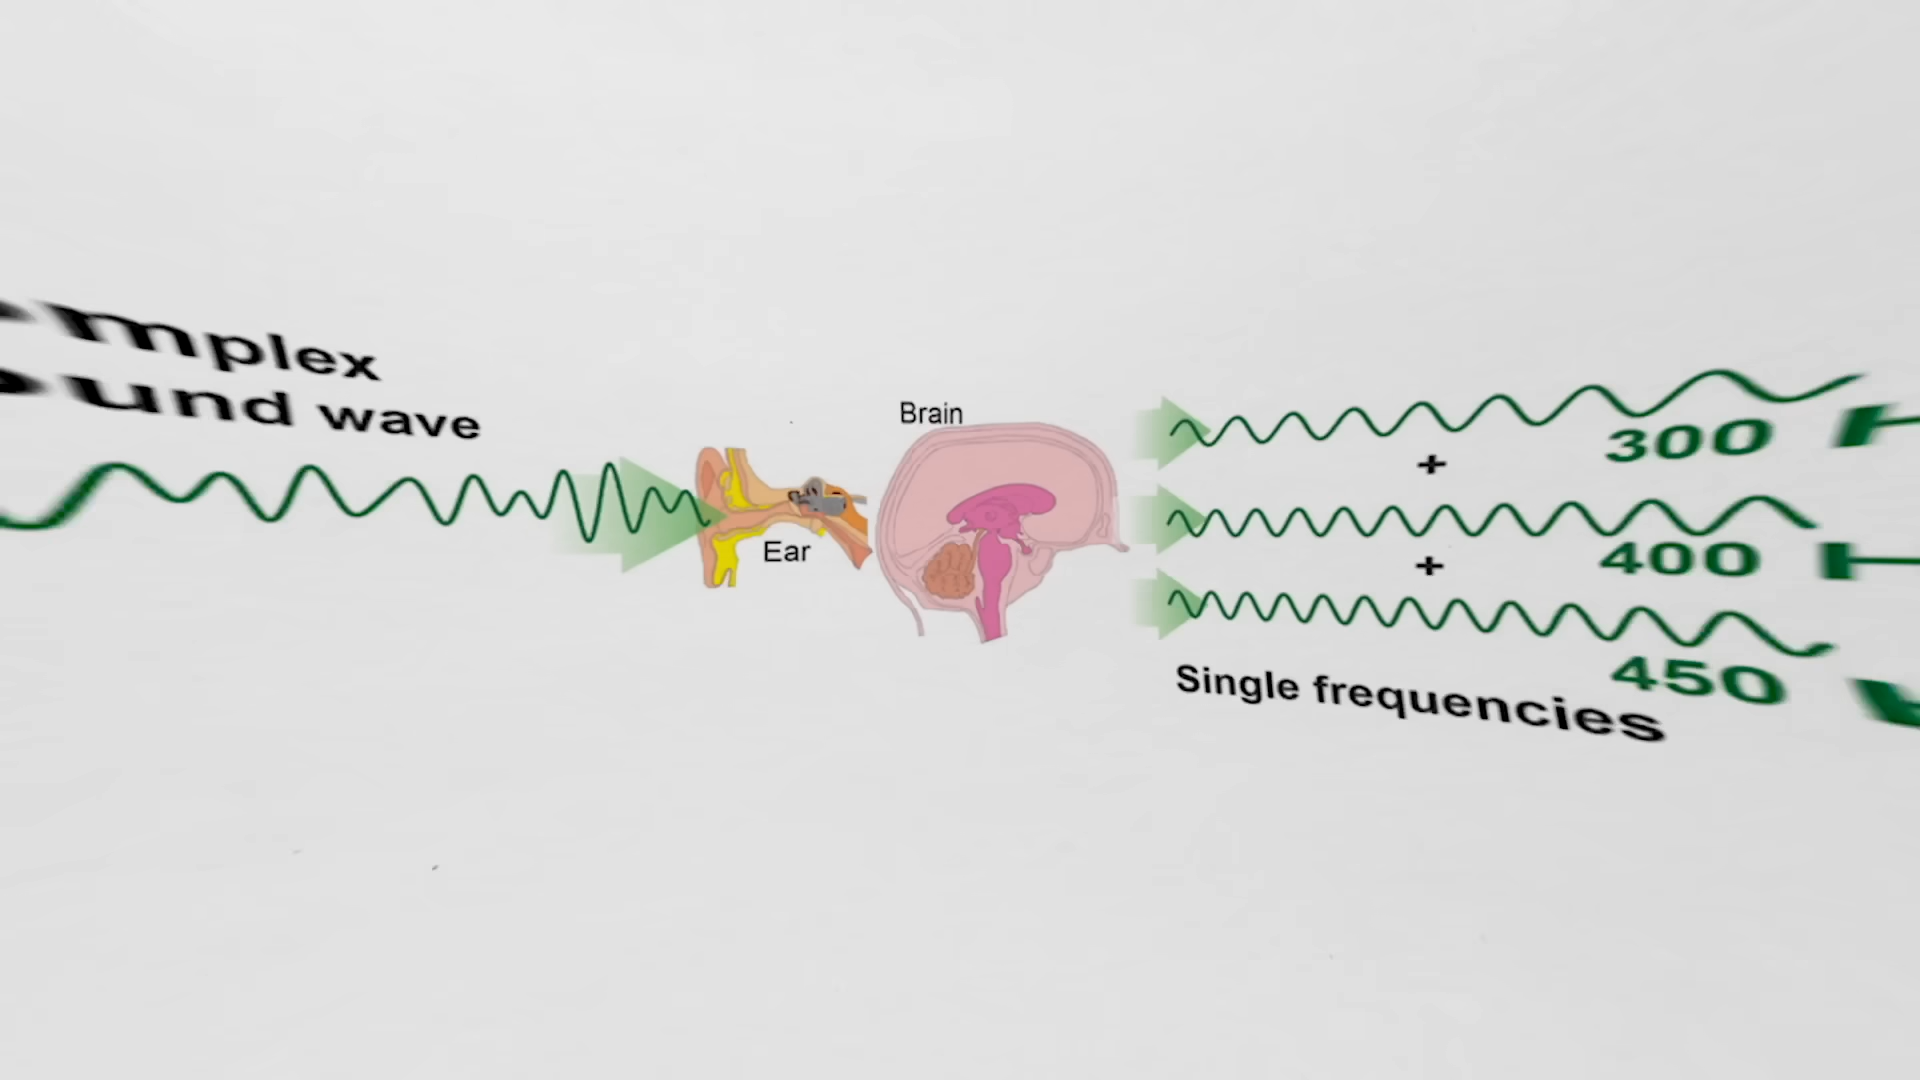 mplex
und wave
Brain
Ear
300
+
400
+
450
Single frequencies